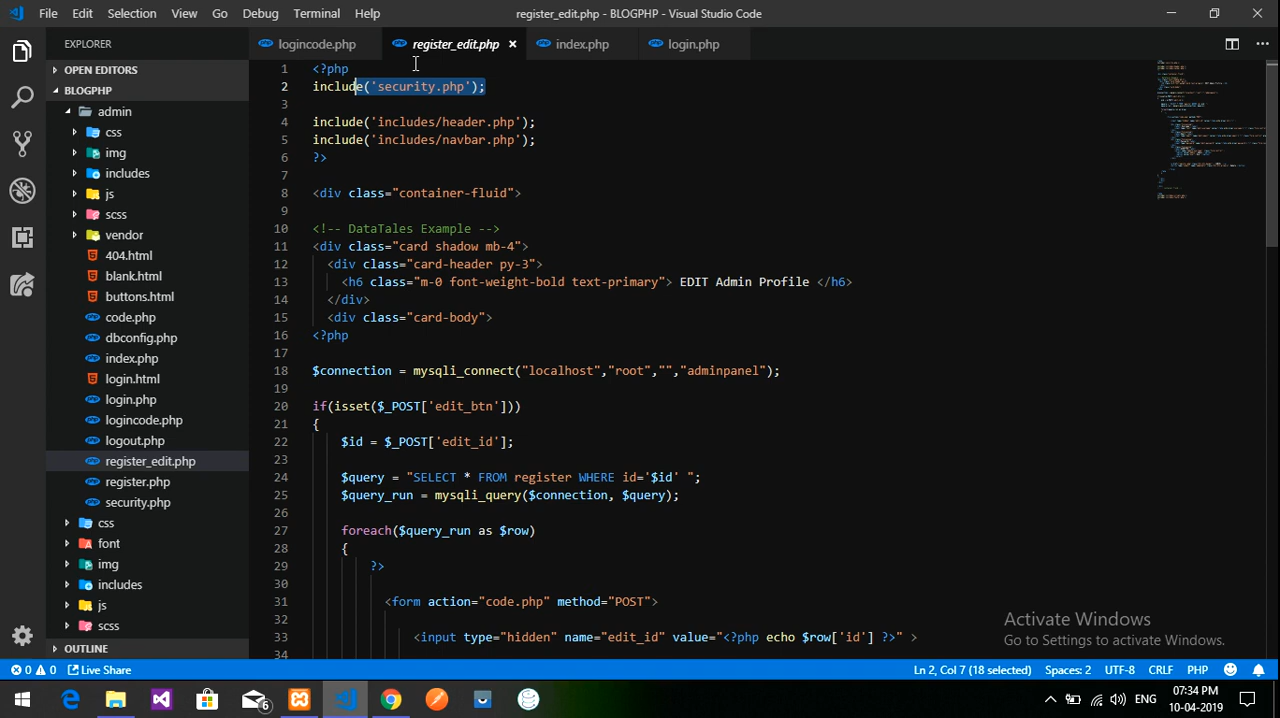 File Edit Selection View Go Debug Terminal Help
register_edit.php - BLOGPHP - Visual Studio Code
EXPLORER
logincode.php
register_edit.php
index.php
login.php
OPEN EDITORS
BLOGPHP
admin
css
img
includes
js
scss
vendor
404.html
blank.html
buttons.html
code.php
dbconfig.php
index.php
login.html
login.php
logincode.php
logout.php
register_edit.php
register.php
security.php
css
font
img
includes
js
scss
OUTLINE
1 <?php
2 include('security.php');
3
4 include('includes/header.php');
5 include('includes/navbar.php');
6 ?>
7
8 <div class="container-fluid">
9
10 <!-- DataTales Example -->
11 <div class="card shadow mb-4">
12 <div class="card-header py-3">
13 <h6 class="m-0 font-weight-bold text-primary"> EDIT Admin Profile </h6>
14 </div>
15 <div class="card-body">
16 <?php
17
18 $connection = mysqli_connect("localhost","root","","adminpanel");
19
20 if(isset($_POST['edit_btn']))
21 {
22 $id = $_POST['edit_id'];
23
24 $query = "SELECT * FROM register WHERE id='$id' ";
25 $query_run = mysqli_query($connection, $query);
26
27 foreach($query_run as $row)
28 {
29 ?>
30
31 <form action="code.php" method="POST">
32
33 <input type="hidden" name="edit_id" value="<?php echo $row['id'] ?>" >
34
Activate Windows
Go to Settings to activate Windows.
0 0 Live Share
Ln 2, Col 7 (18 selected) Spaces: 2 UTF-8 CRLF PHP
6
ENG
07:34 PM
10-04-2019